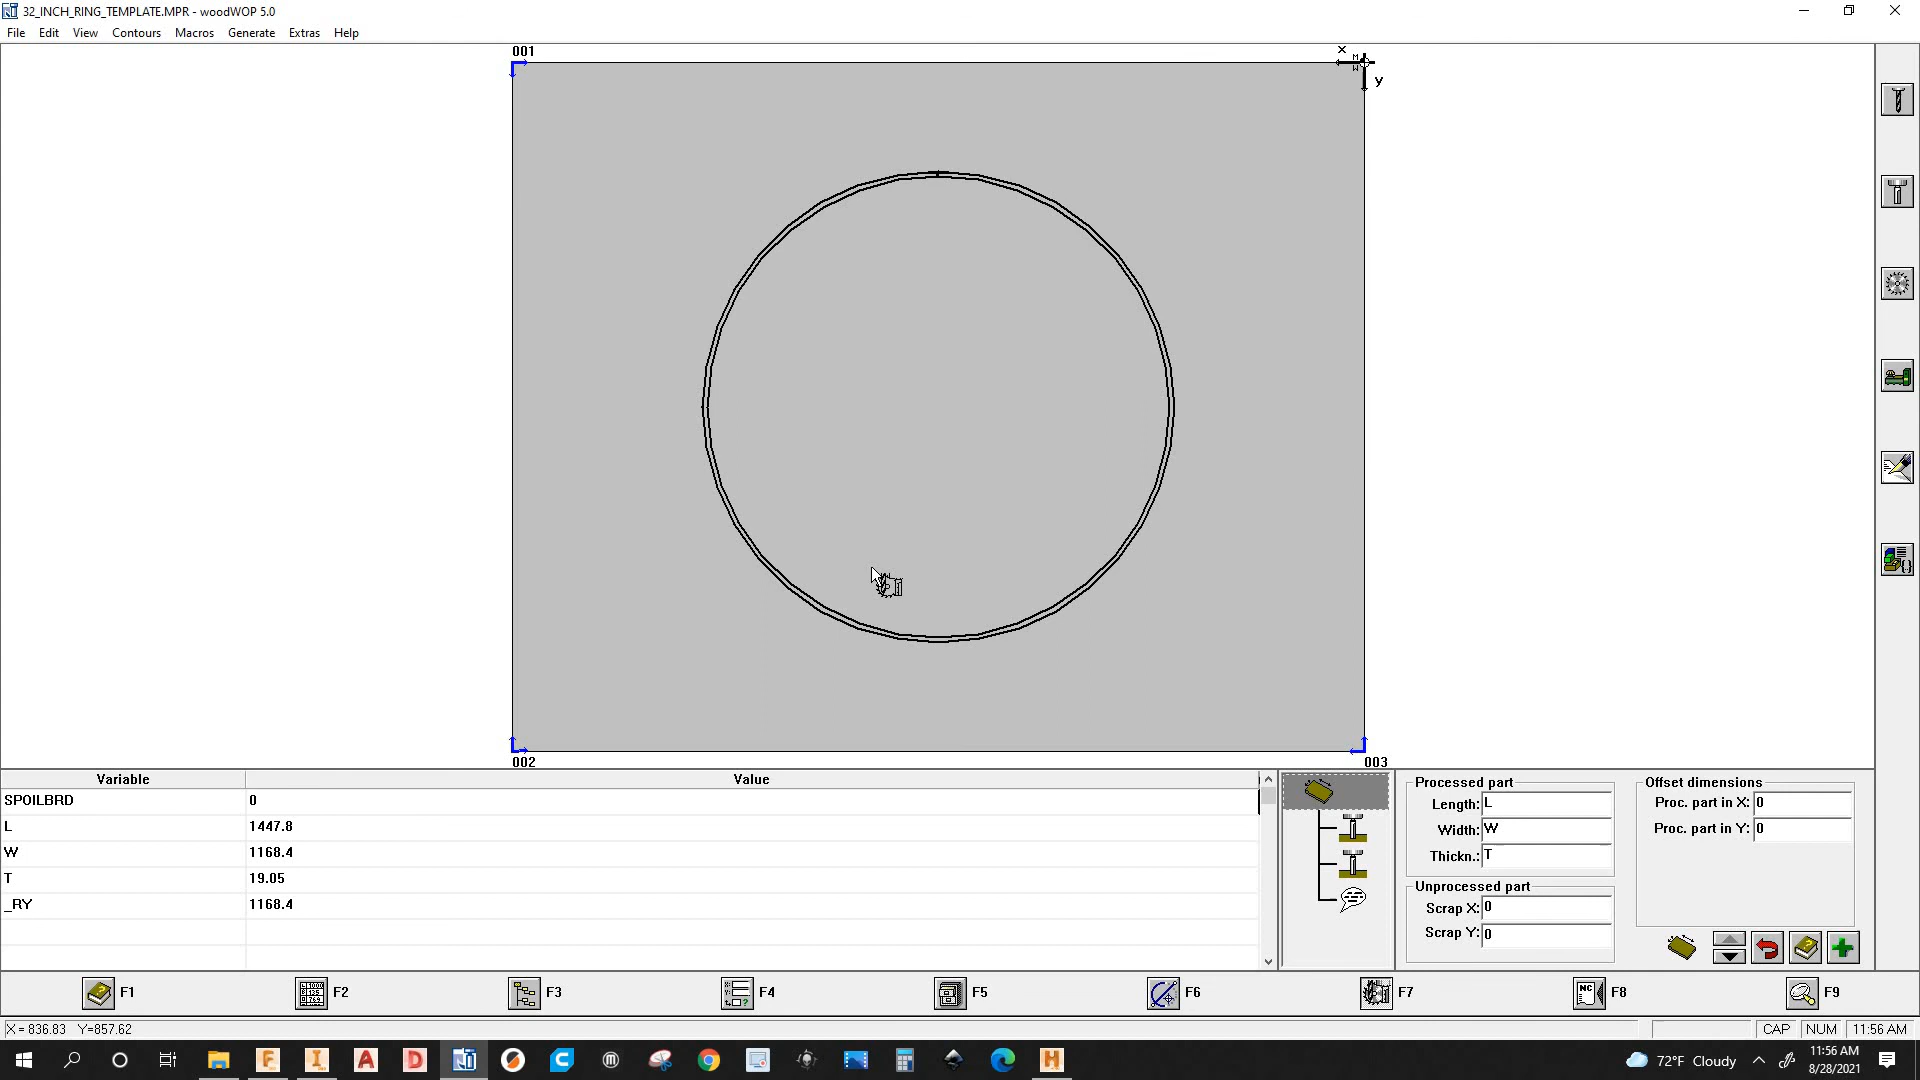 32_INCH_RING_TEMPLATE.MPR - woodWOP 5.0
File Edit View Contours Macros Generate Extras Help
001
x
y
002
003
Variable Value
SPOILBRD 0
L 1447.8
W 1168.4
T 19.05
_RY 1168.4
Processed part
Length: L
Width: W
Thickn.: T
Unprocessed part
Scrap X: 0
Scrap Y: 0
Offset dimensions
Proc. part in X: 0
Proc. part in Y: 0
F1 F2 F3 F4 F5 F6 F7 NC F8 F9
X = 836.83 Y=857.62
CAP NUM 11:56 AM
72°F Cloudy
11:56 AM
8/28/2021